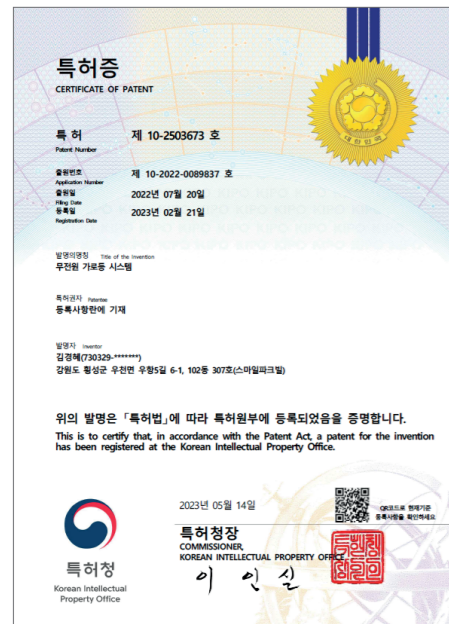 특허증
CERTIFICATE OF PATENT
특 허 제 10-2503673 호
Patent Number
출원번호 제 10-2022-0089837 호
Application Number
출원일 2022년 07월 20일
Filing Date
등록일 2023년 02월 21일
Registration Date
발명의명칭 Title of the Invention
무전원 가로등 시스템
특허권자 Patentee
등록사항란에 기재
발명자 Inventor
김경혜(730329-*******)
강원도 횡성군 우천면 우항5길 6-1, 102동 307호(스마일파크빌)
위의 발명은 「특허법」에 따라 특허원부에 등록되었음을 증명합니다.
This is to certify that, in accordance with the Patent Act, a patent for the invention
has been registered at the Korean Intellectual Property Office.
2023년 05월 14일
QR코드로 현재기준
등록사항을 확인하세요
특허청장
COMMISSIONER,
KOREAN INTELLECTUAL PROPERTY OFFICE
이 인 실
특허청
Korean Intellectual
Property Office
대한민국